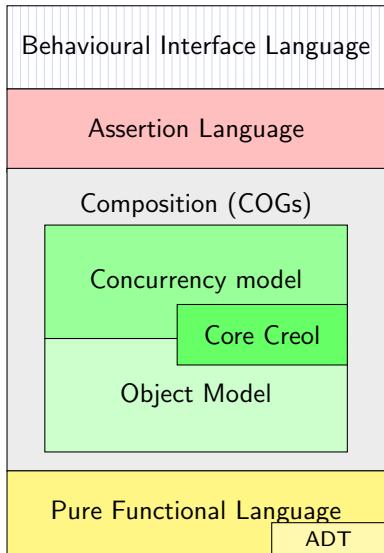 Behavioural Interface Language
Assertion Language
Composition (COGs)
Concurrency model
Core Creol
Object Model
Pure Functional Language
ADT